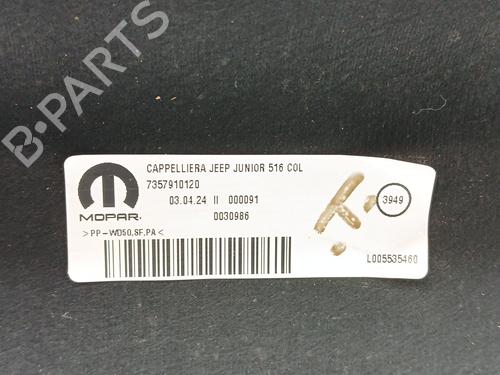 B-PARTS
CAPPELLIERA JEEP JUNIOR 516 COL
7357910120
03.04.24 II 000091
0030986
MOPAR
>PP-WD50,SF,PA<
K
3949
L005535460